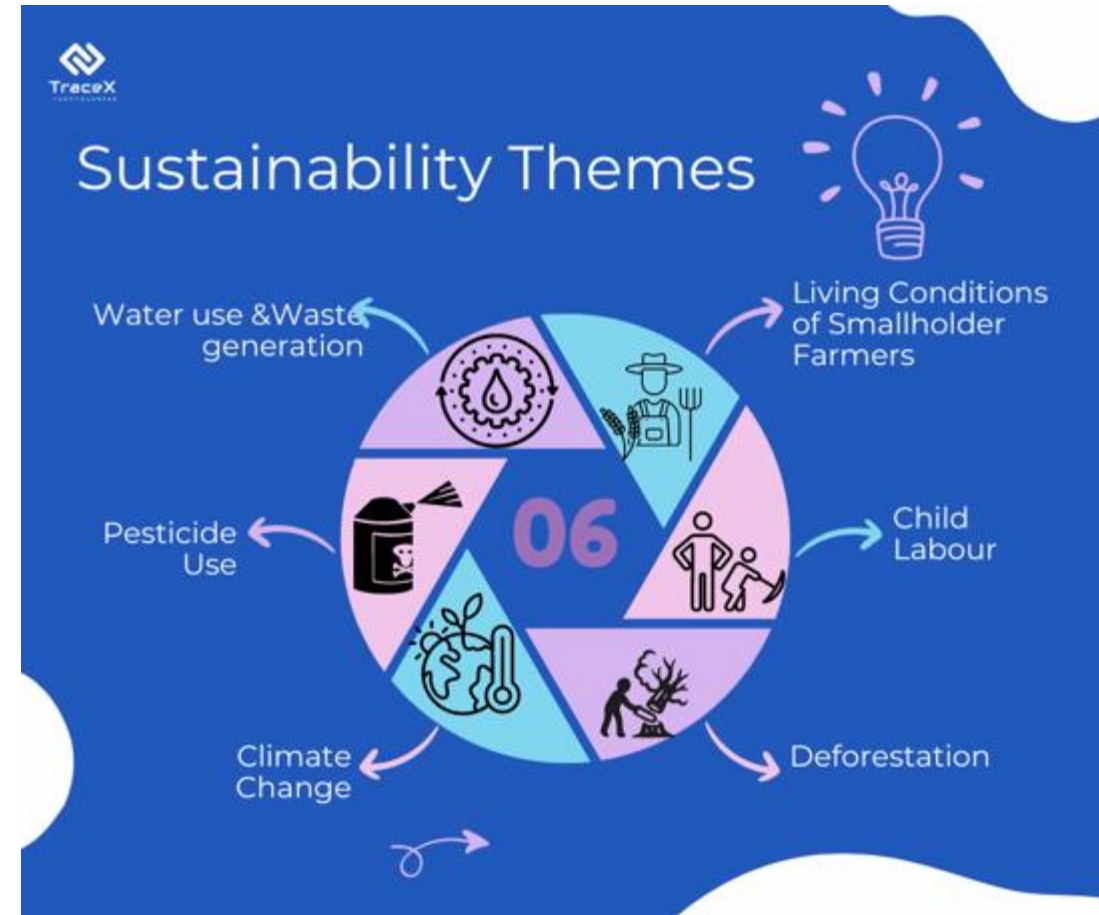 TraceX
Sustainability Themes
Water use &Waste
generation
Living Conditions
of Smallholder
Farmers
Pesticide
Use
06
Child
Labour
Climate
Change
Deforestation